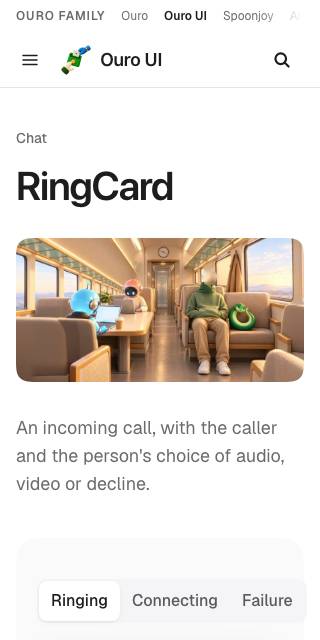 OURO FAMILY Ouro Ouro UI Spoonjoy
Ouro UI
Chat
RingCard
An incoming call, with the caller
and the person's choice of audio,
video or decline.
Ringing Connecting Failure